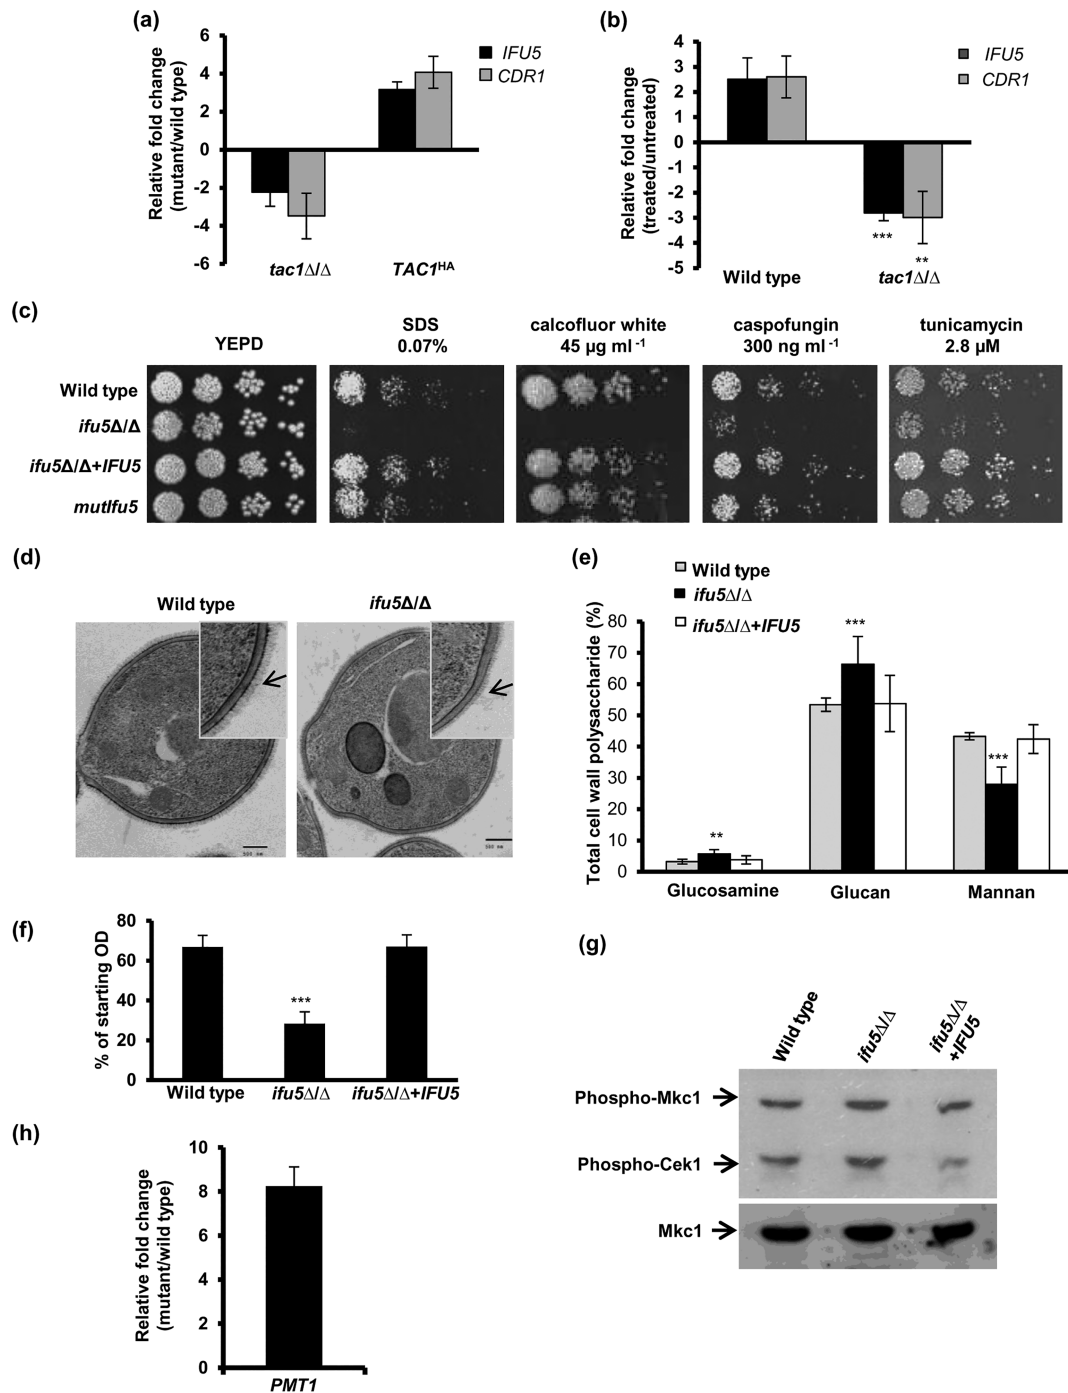 (a)
Relative fold change
(mutant/wild type)
6
4
2
0
-2
-4
-6
IFU5
CDR1
tac1Δ/Δ
TAC1ᴴᴬ
(b)
Relative fold change
(treated/untreated)
4
3
2
1
0
-1
-2
-3
-4
-5
IFU5
CDR1
***
**
Wild type
tac1Δ/Δ
(c)
YEPD
SDS
0.07%
calcofluor white
45 µg ml⁻¹
caspofungin
300 ng ml⁻¹
tunicamycin
2.8 µM
Wild type
ifu5Δ/Δ
ifu5Δ/Δ+IFU5
mutIfu5
(d)
Wild type
ifu5Δ/Δ
(e)
Wild type
ifu5Δ/Δ
ifu5Δ/Δ+IFU5
Total cell wall polysaccharide (%)
80
70
60
50
40
30
20
10
0
**
***
***
Glucosamine
Glucan
Mannan
(f)
% of starting OD
80
60
40
20
0
***
Wild type
ifu5Δ/Δ
ifu5Δ/Δ+IFU5
(g)
Wild type
ifu5Δ/Δ
ifu5Δ/Δ
+IFU5
Phospho-Mkc1
Phospho-Cek1
Mkc1
(h)
Relative fold change
(mutant/wild type)
10
8
6
4
2
0
PMT1